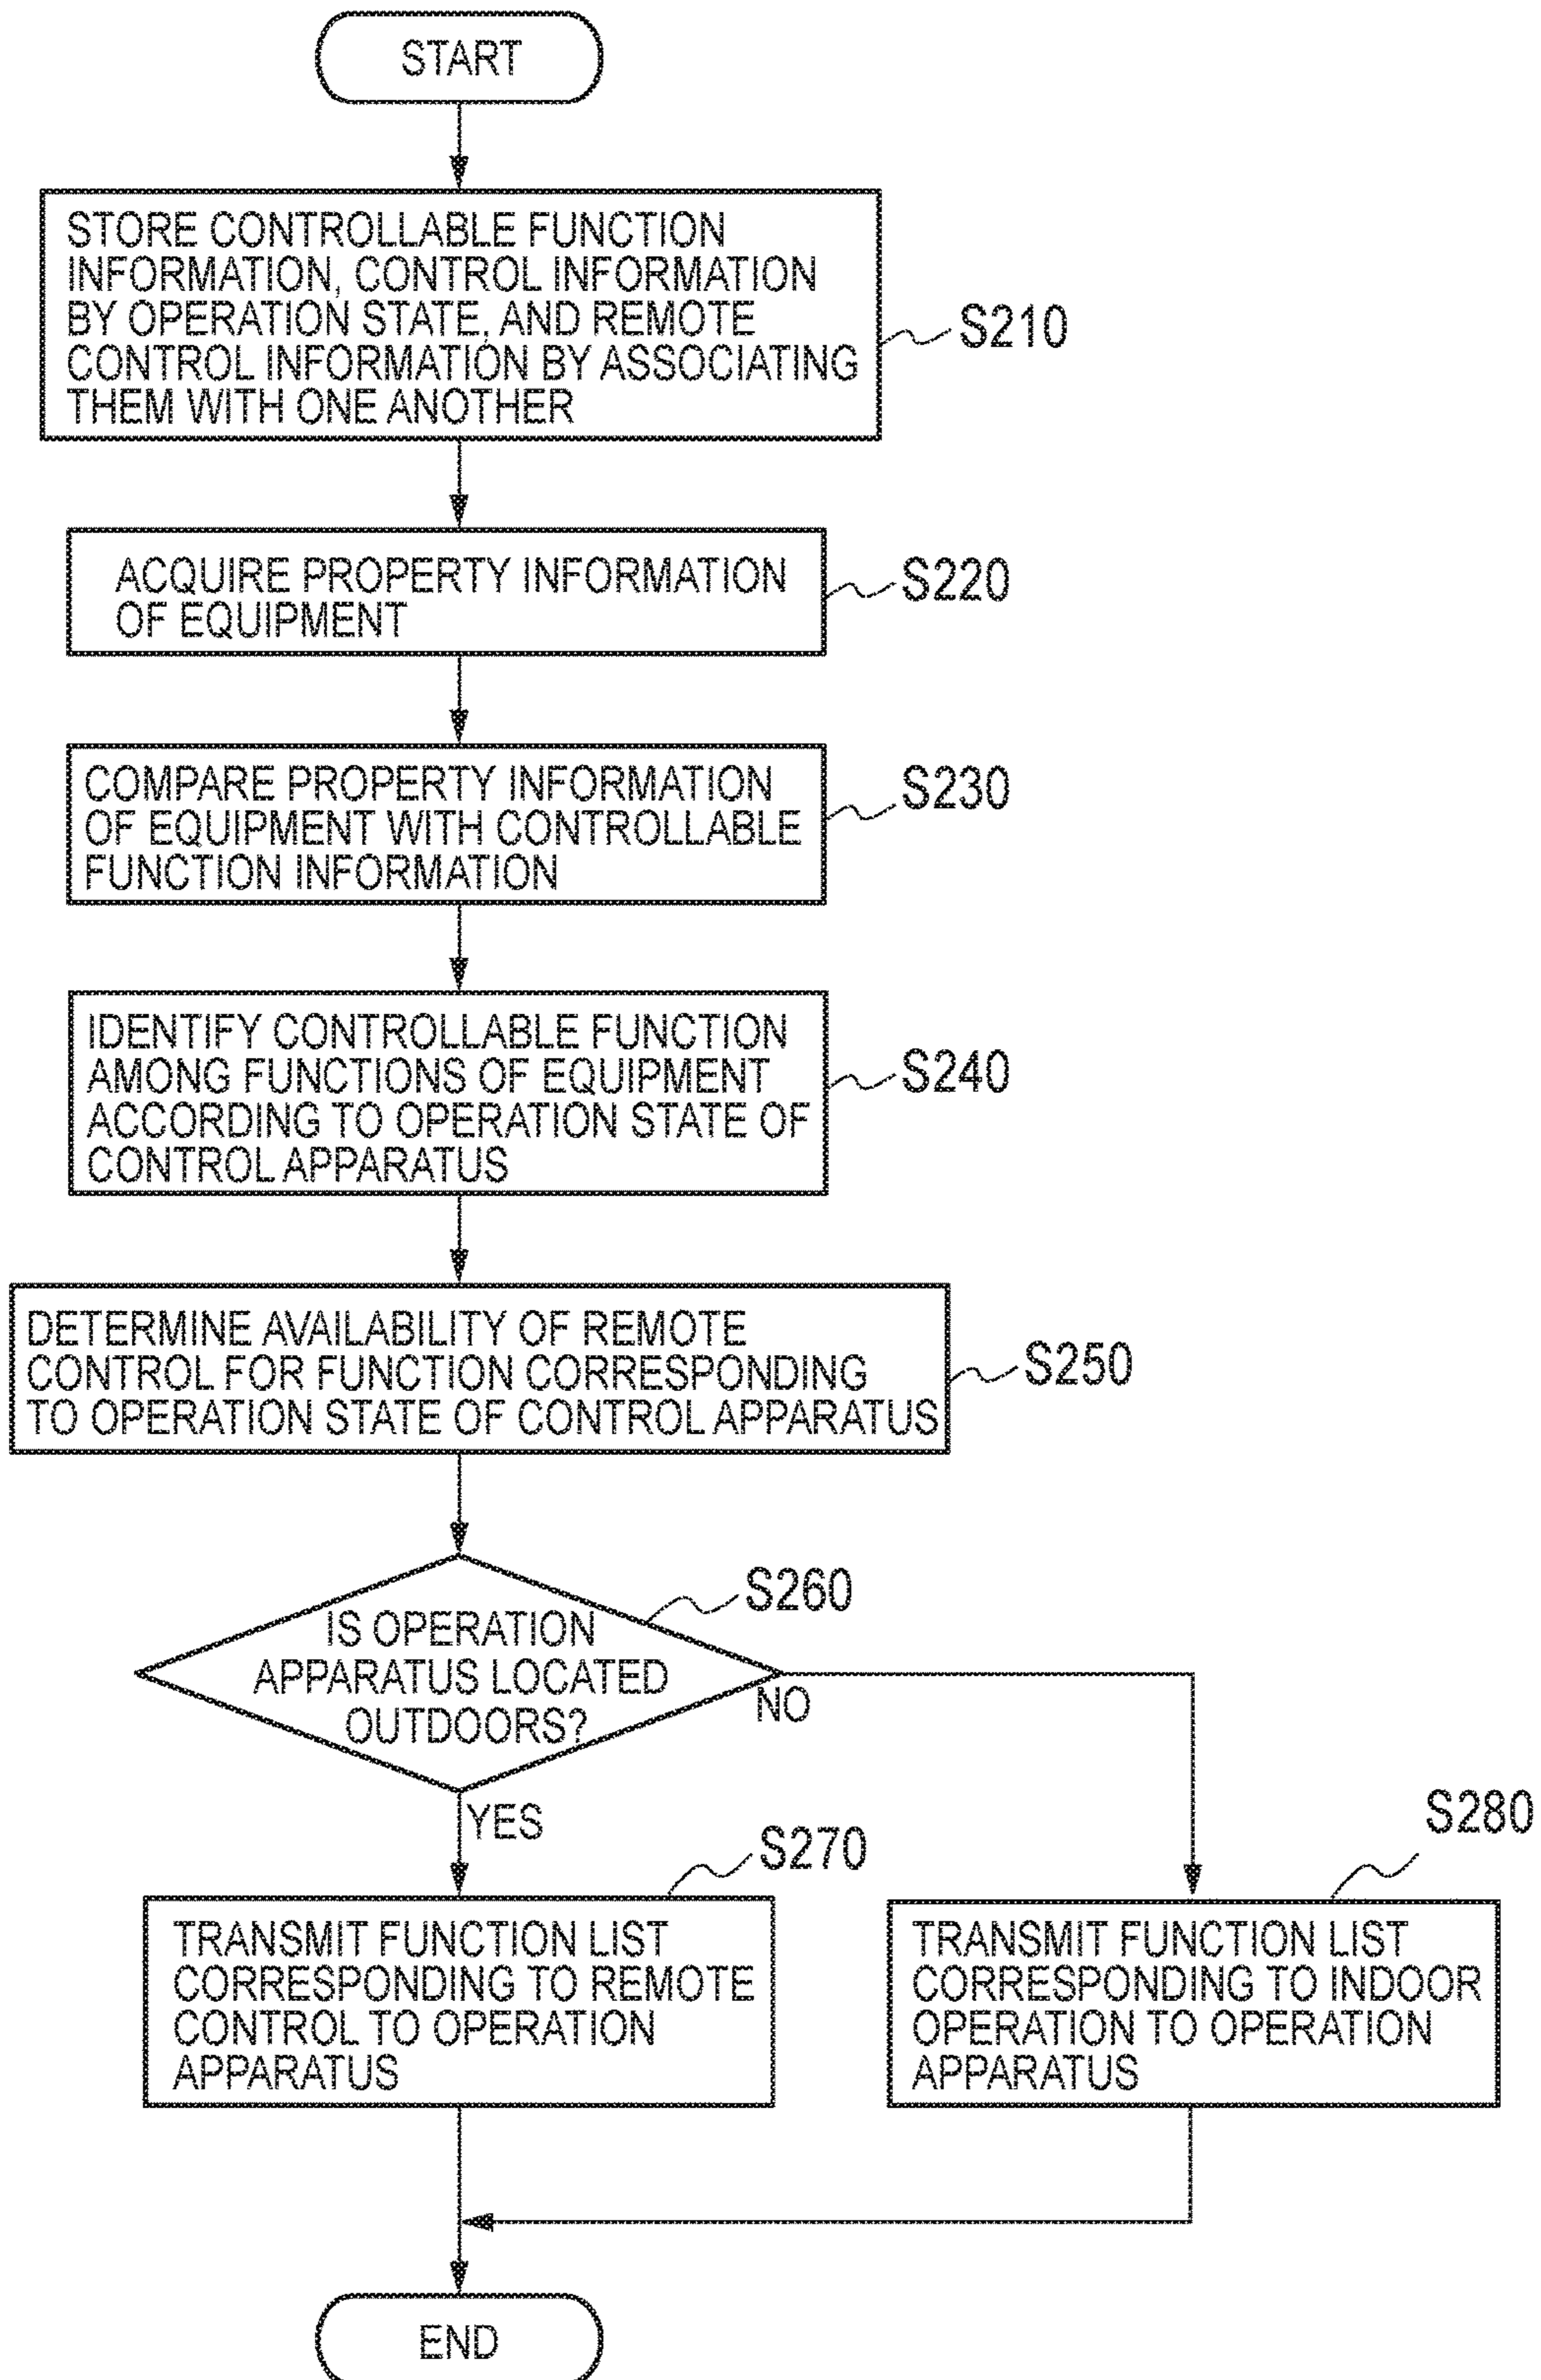 START
STORE CONTROLLABLE FUNCTION
INFORMATION, CONTROL INFORMATION
BY OPERATION STATE, AND REMOTE
CONTROL INFORMATION BY ASSOCIATING
THEM WITH ONE ANOTHER
S210
ACQUIRE PROPERTY INFORMATION
OF EQUIPMENT
S220
COMPARE PROPERTY INFORMATION
OF EQUIPMENT WITH CONTROLLABLE
FUNCTION INFORMATION
S230
IDENTIFY CONTROLLABLE FUNCTION
AMONG FUNCTIONS OF EQUIPMENT
ACCORDING TO OPERATION STATE OF
CONTROL APPARATUS
S240
DETERMINE AVAILABILITY OF REMOTE
CONTROL FOR FUNCTION CORRESPONDING
TO OPERATION STATE OF CONTROL APPARATUS
S250
IS OPERATION
APPARATUS LOCATED
OUTDOORS?
S260
NO
YES
S270
TRANSMIT FUNCTION LIST
CORRESPONDING TO REMOTE
CONTROL TO OPERATION
APPARATUS
S280
TRANSMIT FUNCTION LIST
CORRESPONDING TO INDOOR
OPERATION TO OPERATION
APPARATUS
END